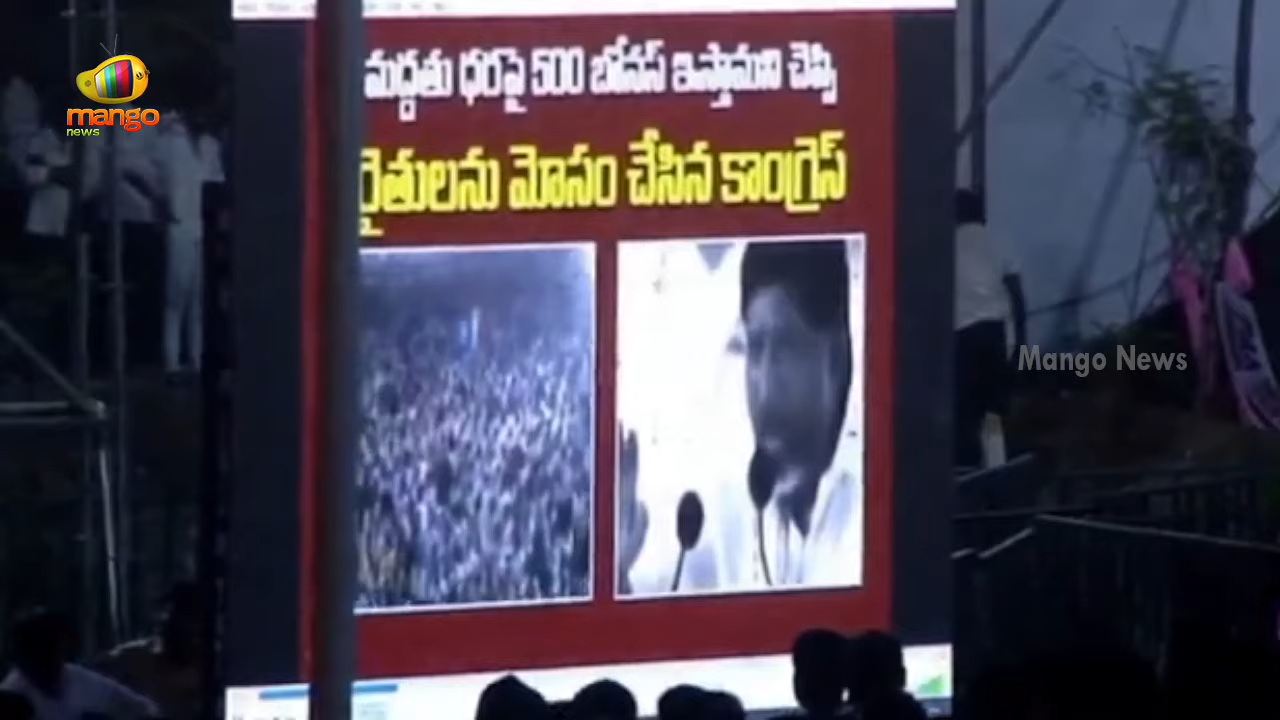 mango
news
మద్దతు ధరపై 500 బోనస్ ఇస్తామని చెప్పి
రైతులను మోసం చేసిన కాంగ్రెస్
Mango News